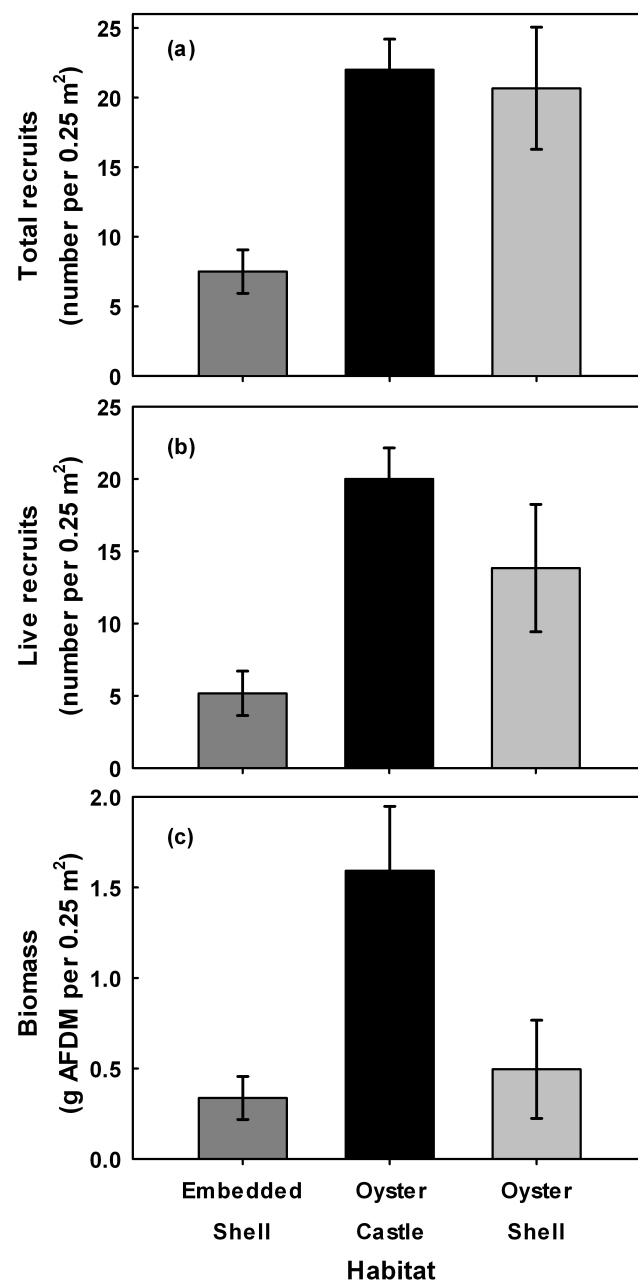 Total recruits
(number per 0.25 m²)
25
20
15
10
5
0
(a)
Live recruits
(number per 0.25 m²)
25
20
15
10
5
0
(b)
Biomass
(g AFDM per 0.25 m²)
2.0
1.5
1.0
0.5
0.0
(c)
Embedded Oyster Oyster
Shell Castle Shell
Habitat